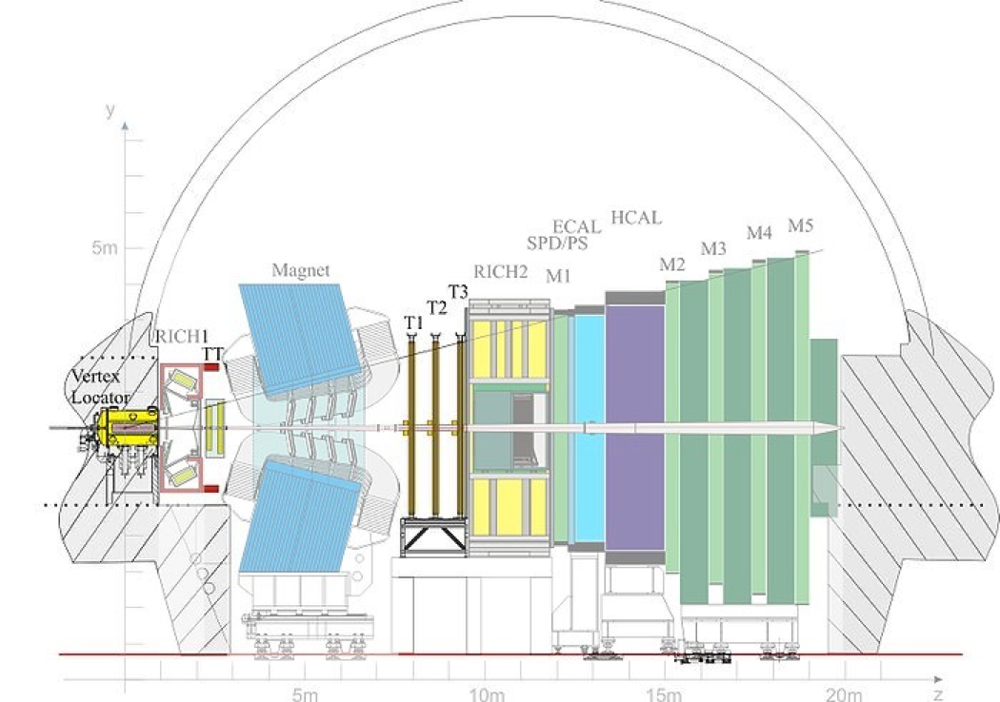 y
5m
HCAL
ECAL
SPD/PS
M5
M4
M3
M2
Magnet
RICH2
M1
T3
T2
T1
RICH1
TT
Vertex
Locator
5m
10m
15m
20m
z